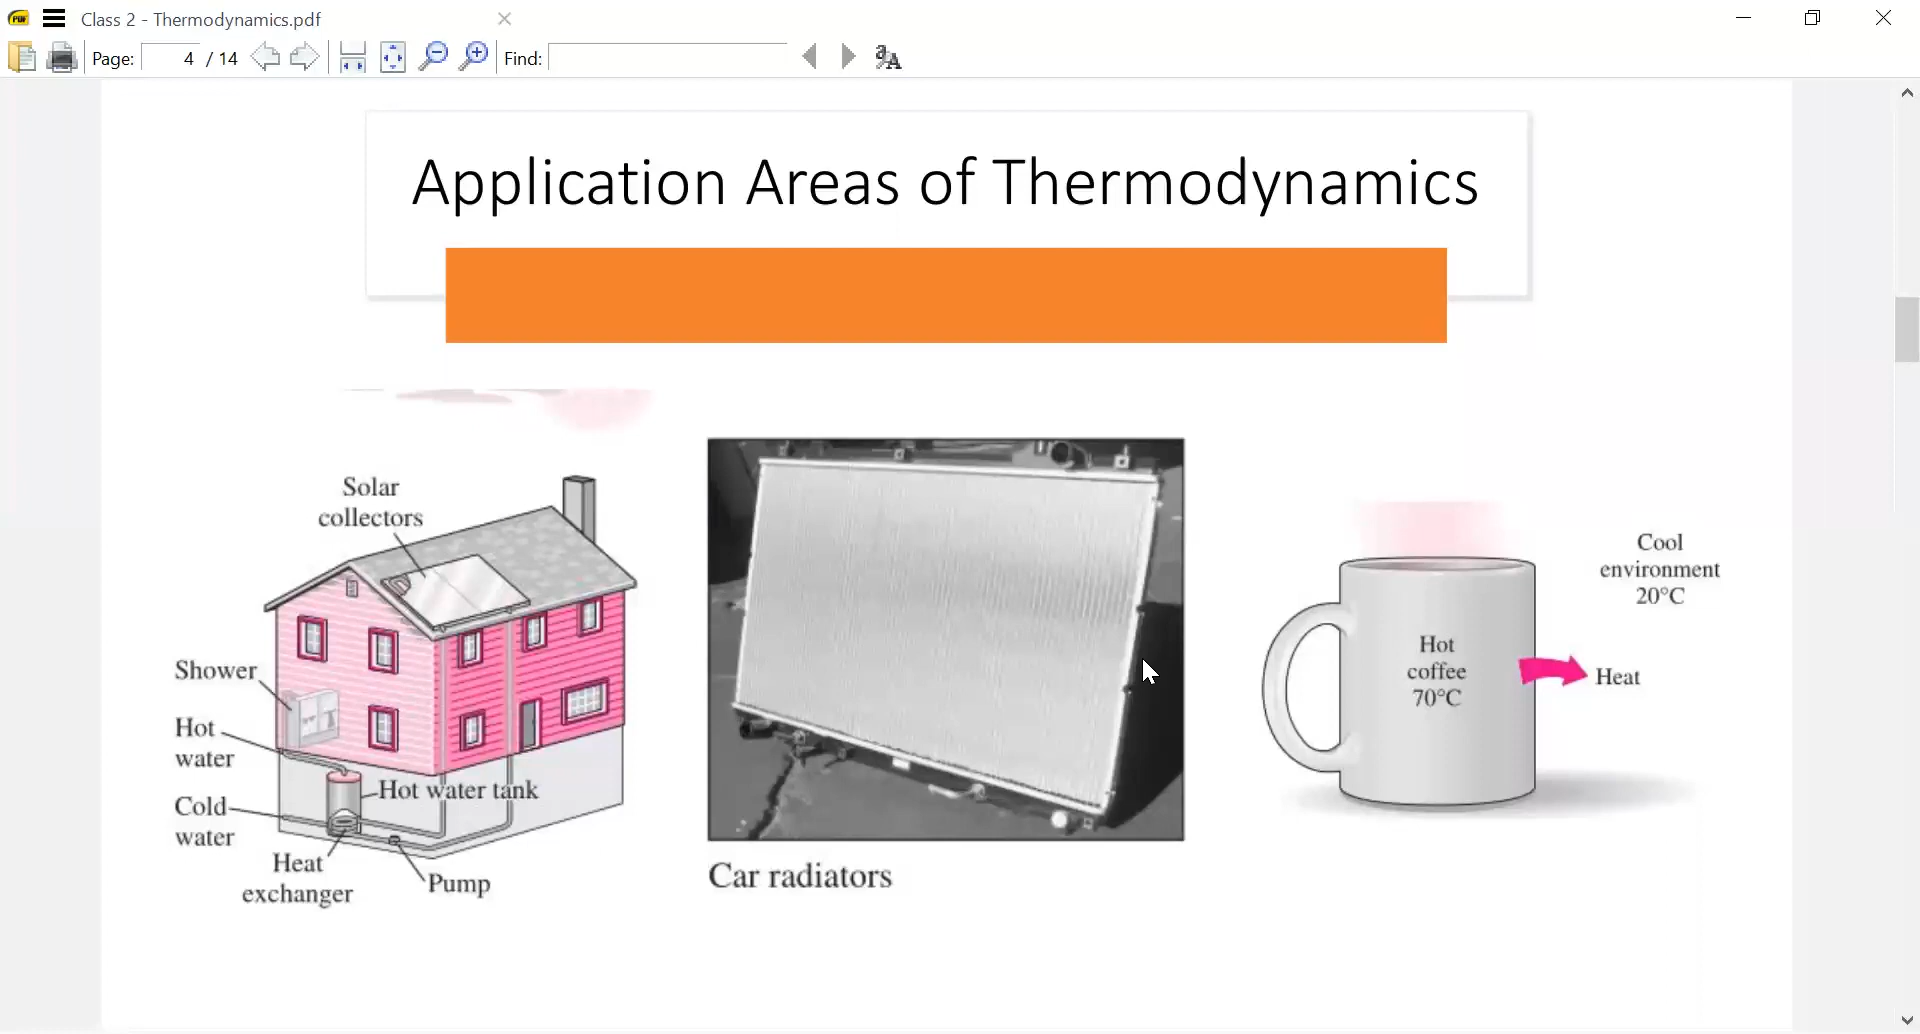 Class 2 - Thermodynamics.pdf
Page: 4 / 14 Find:
Application Areas of Thermodynamics
Solar
collectors
Shower
Hot
water
Hot water tank
Cold
water
Heat
exchanger
Pump
Car radiators
Hot
coffee
70°C
Cool
environment
20°C
Heat